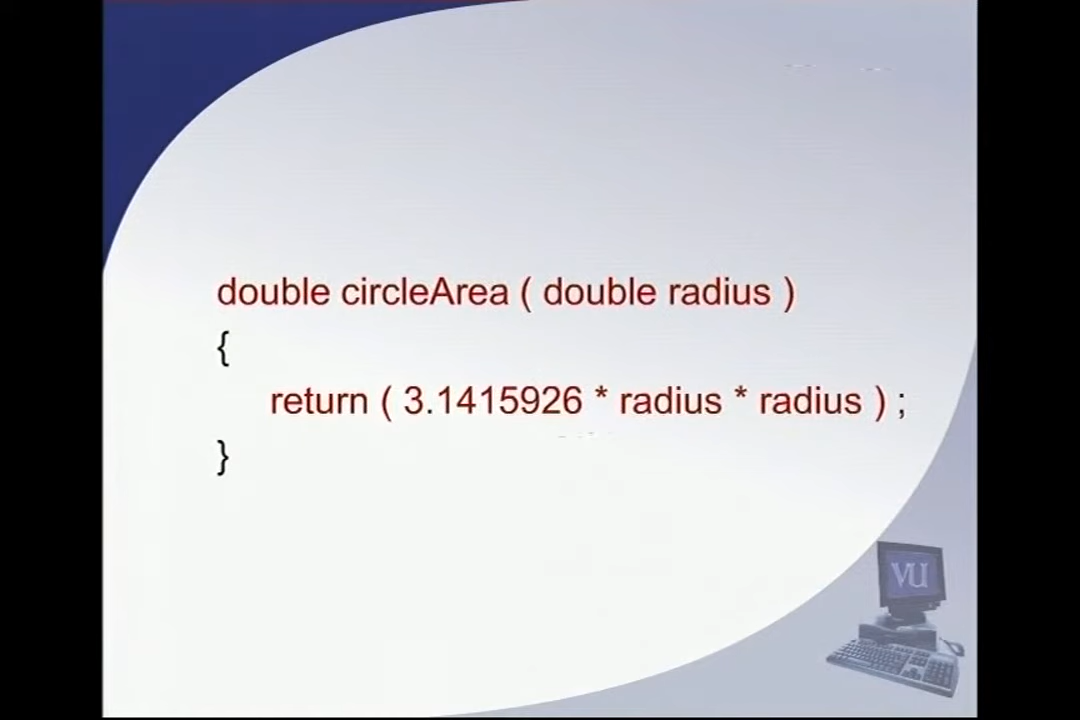 double circleArea ( double radius )
{
return ( 3.1415926 * radius * radius ) ;
}
VU